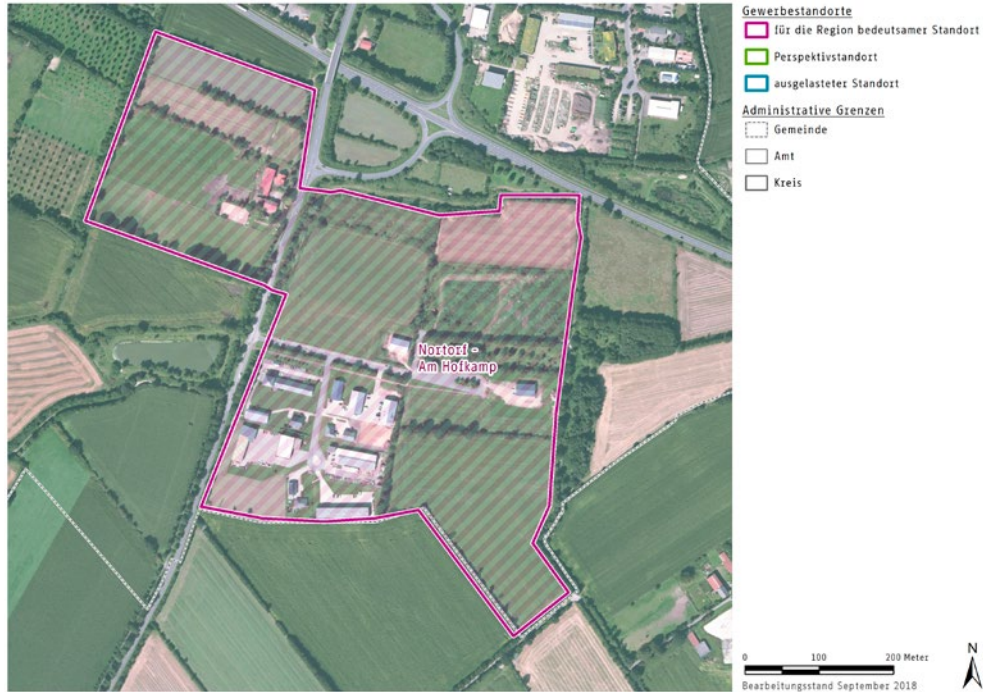 Gewerbestandorte
für die Region bedeutsamer Standort
Perspektivstandort
ausgelasteter Standort
Administrative Grenzen
Gemeinde
Amt
Kreis
Nortorf -
Am Hofkamp
0 100 200 Meter
Bearbeitungsstand September 2018
N